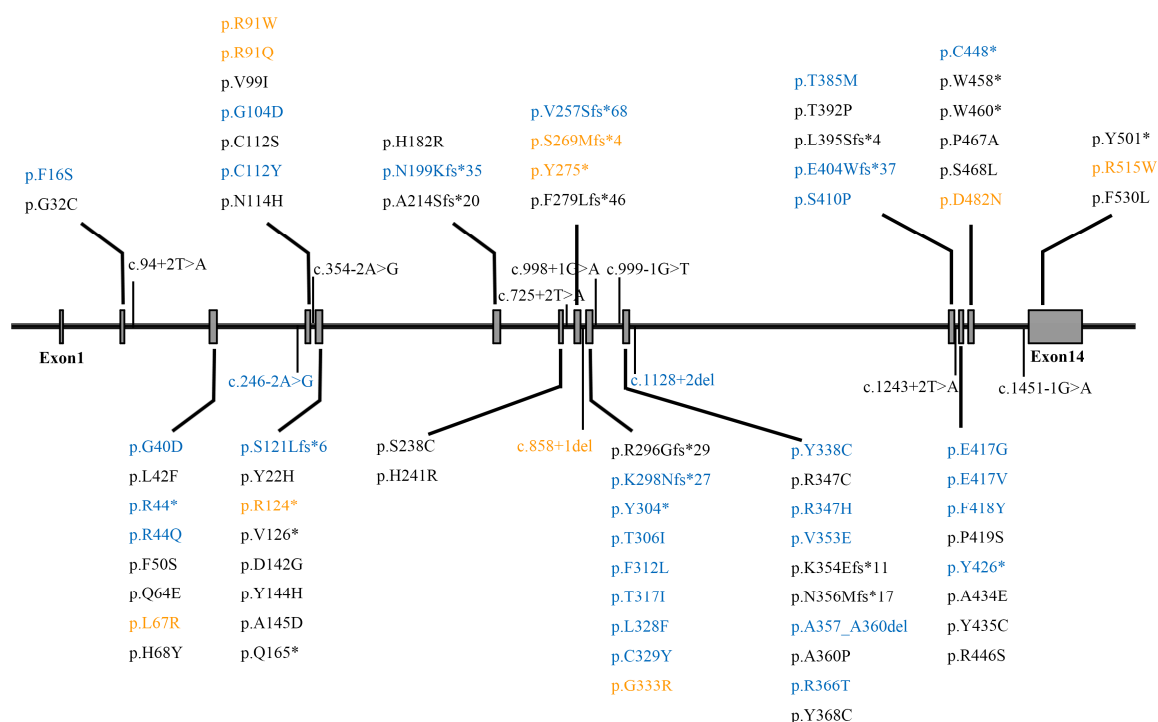 p.R91W
p.R91Q
p.V99I
p.G104D
p.C112S
p.C112Y
p.N114H
p.F16S
p.G32C
p.H182R
p.N199Kfs*35
p.A214Sfs*20
p.V257Sfs*68
p.S269Mfs*4
p.Y275*
p.F279Lfs*46
p.T385M
p.T392P
p.L395Sfs*4
p.E404Wfs*37
p.S410P
p.C448*
p.W458*
p.W460*
p.P467A
p.S468L
p.D482N
p.Y501*
p.R515W
p.F530L
c.94+2T>A
c.354-2A>G
c.998+1G>A
c.999-1G>T
c.725+2T>A
Exon1
Exon14
c.246-2A>G
c.1128+2del
c.1243+2T>A
c.1451-1G>A
p.G40D
p.L42F
p.R44*
p.R44Q
p.F50S
p.Q64E
p.L67R
p.H68Y
p.S121Lfs*6
p.Y22H
p.R124*
p.V126*
p.D142G
p.Y144H
p.A145D
p.Q165*
p.S238C
p.H241R
c.858+1del
p.R296Gfs*29
p.K298Nfs*27
p.Y304*
p.T306I
p.F312L
p.T317I
p.L328F
p.C329Y
p.G333R
p.Y338C
p.R347C
p.R347H
p.V353E
p.K354Efs*11
p.N356Mfs*17
p.A357_A360del
p.A360P
p.R366T
p.Y368C
p.E417G
p.E417V
p.F418Y
p.P419S
p.Y426*
p.A434E
p.Y435C
p.R446S